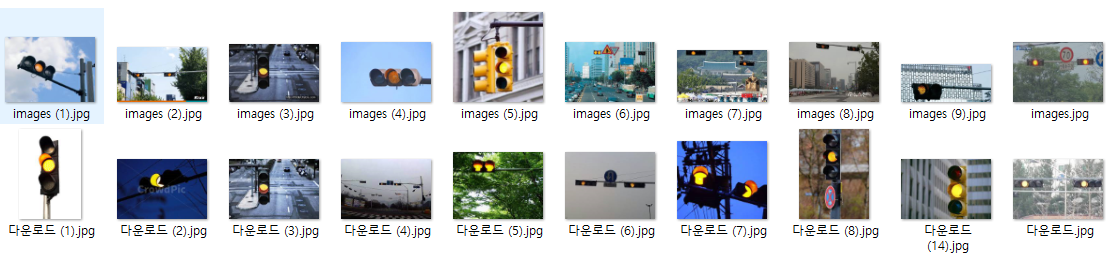 images (1).jpg
images (2).jpg
images (3).jpg
images (4).jpg
images (5).jpg
images (6).jpg
images (7).jpg
images (8).jpg
images (9).jpg
images.jpg
CrowdPic
다운로드 (1).jpg
다운로드 (2).jpg
다운로드 (3).jpg
다운로드 (4).jpg
다운로드 (5).jpg
다운로드 (6).jpg
다운로드 (7).jpg
다운로드 (8).jpg
다운로드
(14).jpg
다운로드.jpg